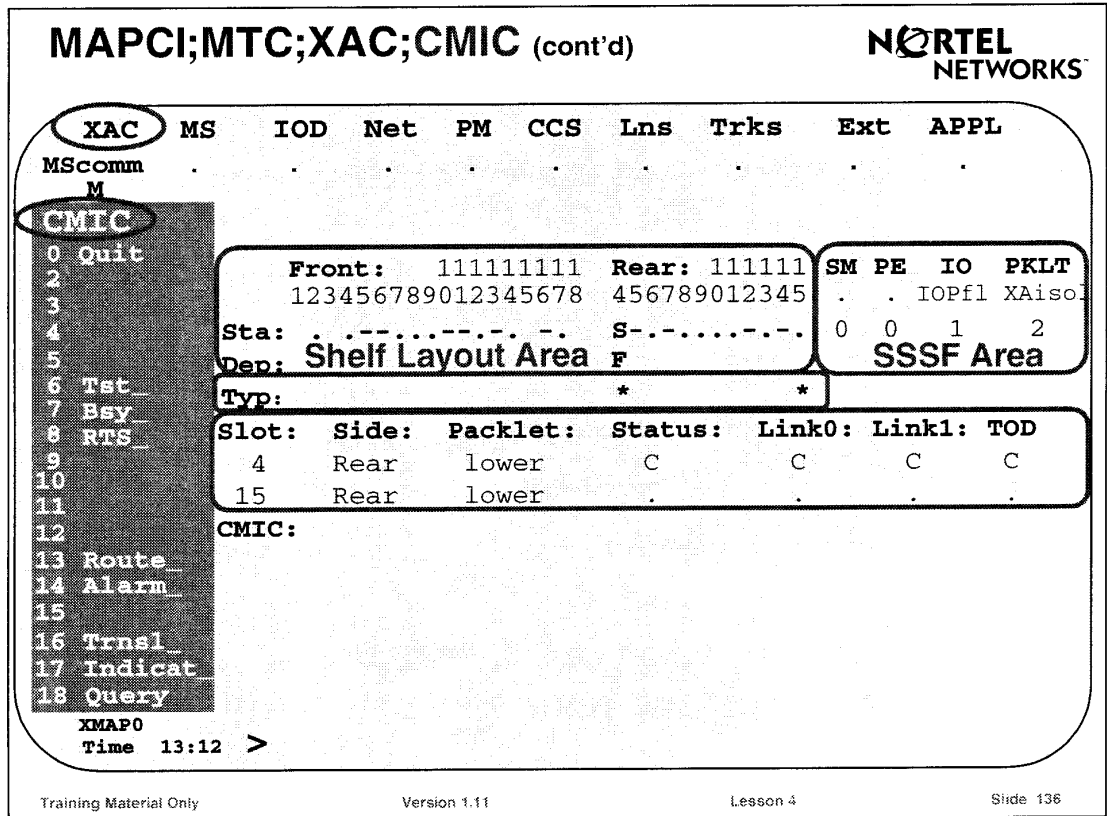 MAPCI;MTC;XAC;CMIC (cont'd)
NORTEL
NETWORKS
XAC MS IOD Net PM CCS Lns Trks Ext APPL
MScomm . . . . . . . . .
M
CMIC
0 Quit
2
3
4
5
6 Tst_
7 Bsy_
8 RTS_
9
10
11
12
13 Route_
14 Alarm_
15
16 Trnsl_
17 Indicat_
18 Query
XMAP0
Time 13:12 >
Front: 111111111 Rear: 111111 SM PE IO PKLT
123456789012345678 456789012345 . . IOPfl XAisol
Sta: . .--...--.-. -. S-.-....-.-. 0 0 1 2
Dep: Shelf Layout Area F SSSF Area
Typ: * *
Slot: Side: Packlet: Status: Link0: Link1: TOD
4 Rear lower C C C C
15 Rear lower . . . .
CMIC:
Training Material Only Version 1.11 Lesson 4 Slide 136